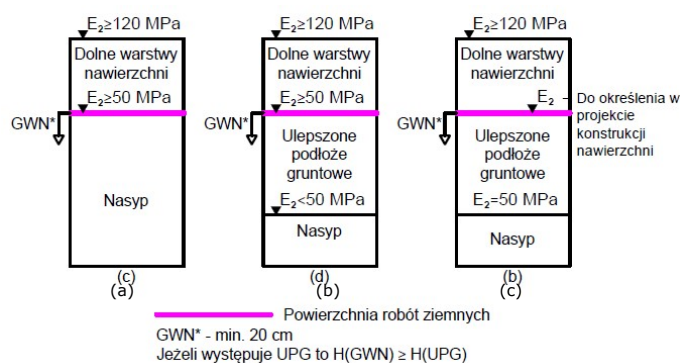 E₂≥120 MPa
Dolne warstwy
nawierzchni
E₂≥50 MPa
GWN*
Nasyp
(c)
(a)
E₂≥120 MPa
Dolne warstwy
nawierzchni
E₂≥50 MPa
GWN*
Ulepszone
podłoże
gruntowe
E₂<50 MPa
Nasyp
(d)
(b)
E₂≥120 MPa
Dolne warstwy
nawierzchni
E₂
Do określenia w
projekcie
konstrukcji
nawierzchni
GWN*
Ulepszone
podłoże
gruntowe
E₂=50 MPa
Nasyp
(b)
(c)
Powierzchnia robót ziemnych
GWN* - min. 20 cm
Jeżeli występuje UPG to H(GWN) ≥ H(UPG)